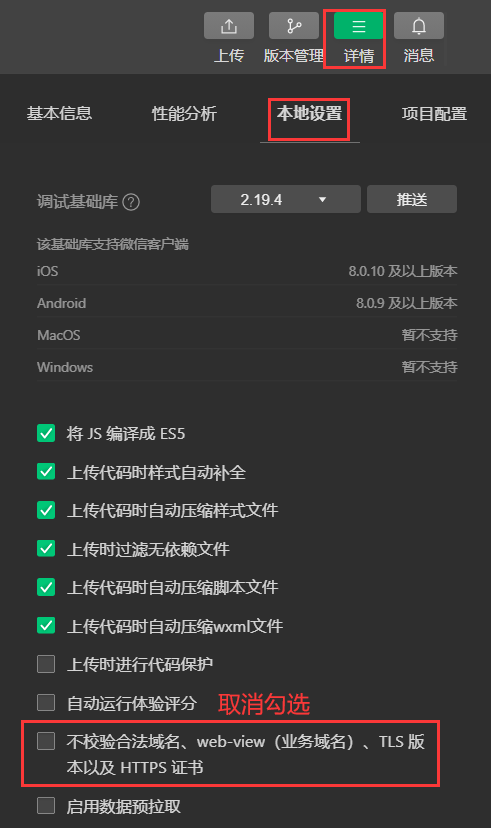 上传 版本管理 详情 消息
基本信息 性能分析 本地设置 项目配置
调试基础库 ? 2.19.4 推送
该基础库支持微信客户端
iOS 8.0.10 及以上版本
Android 8.0.9 及以上版本
MacOS 暂不支持
Windows 暂不支持
将 JS 编译成 ES5
上传代码时样式自动补全
上传代码时自动压缩样式文件
上传时过滤无依赖文件
上传代码时自动压缩脚本文件
上传代码时自动压缩wxml文件
上传时进行代码保护
自动运行体验评分 取消勾选
不校验合法域名、web-view（业务域名）、TLS 版
本以及 HTTPS 证书
启用数据预拉取